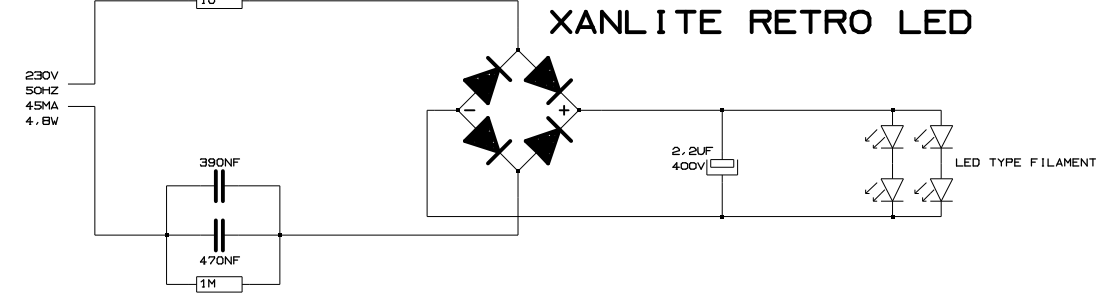 XANLITE RETRO LED
230V
50HZ
45MA
4,8W
- +
2,2UF
400V
LED TYPE FILAMENT
390NF
470NF
1M